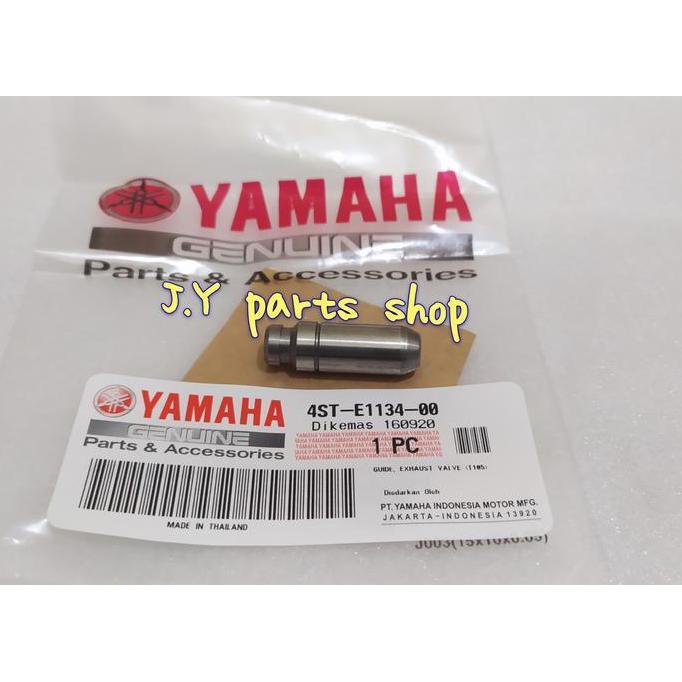 YAMAHA
GENUINE
Parts & Accessories
J.Y parts shop
YAMAHA
GENUINE
Parts & Accessories
4ST-E1134-00
Dikemas 160920
1 PC
GUIDE, EXHAUST VALVE (T105)
Diedarkan Oleh
PT. YAMAHA INDONESIA MOTOR MFG.
JAKARTA-INDONESIA 13920
MADE IN THAILAND